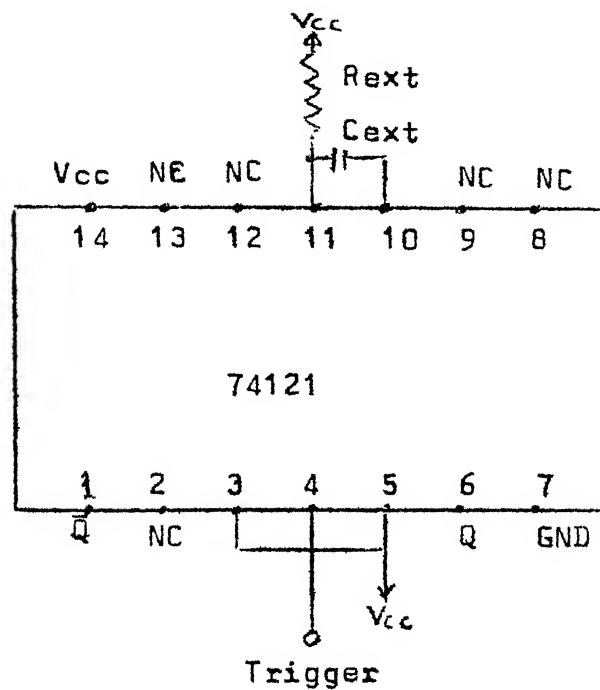 Vcc
Rext
Cext
Vcc NE NC NC NC
14 13 12 11 10 9 8
74121
1 2 3 4 5 6 7
Q̅ NC Q GND
Vcc
Trigger